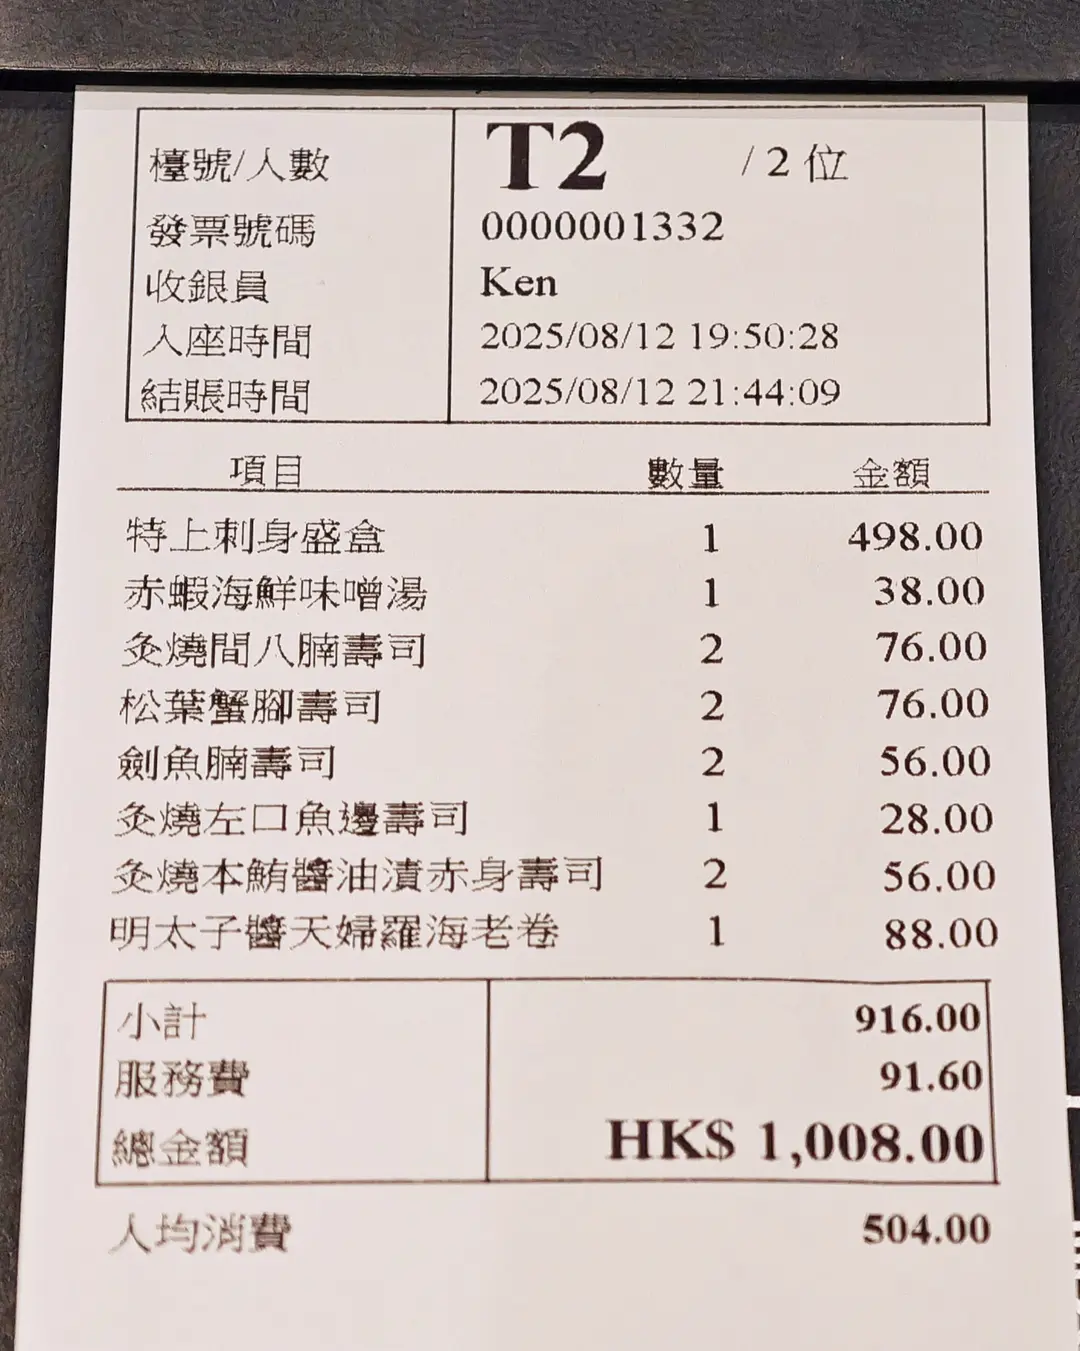 檯號/人數 T2 / 2 位
發票號碼 0000001332
收銀員 Ken
入座時間 2025/08/12 19:50:28
結賬時間 2025/08/12 21:44:09
項目 數量 金額
特上刺身盛盒 1 498.00
赤蝦海鮮味噌湯 1 38.00
灸燒間八腩壽司 2 76.00
松葉蟹腳壽司 2 76.00
劍魚腩壽司 2 56.00
灸燒左口魚邊壽司 1 28.00
灸燒本鮪醬油漬赤身壽司 2 56.00
明太子醬天婦羅海老卷 1 88.00
小計 916.00
服務費 91.60
總金額 HK$ 1,008.00
人均消費 504.00